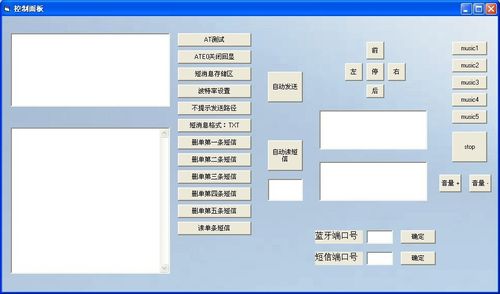 控制面板
AT测试
ATE0关闭回显
短消息存储区
波特率设置
不提示发送路径
短消息格式：TXT
删单第一条短信
删单第二条短信
删单第三条短信
删单第四条短信
删单第五条短信
读单条短信
自动发送
自动读短
信
前
左 停 右
后
music1
music2
music3
music4
music5
stop
音量 + 音量 -
蓝牙端口号 确定
短信端口号 确定